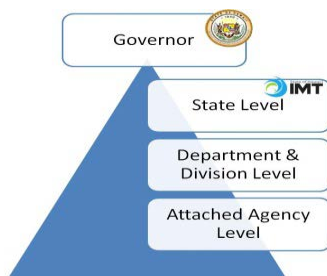 Governor
IMT
State Level
Department &
Division Level
Attached Agency
Level